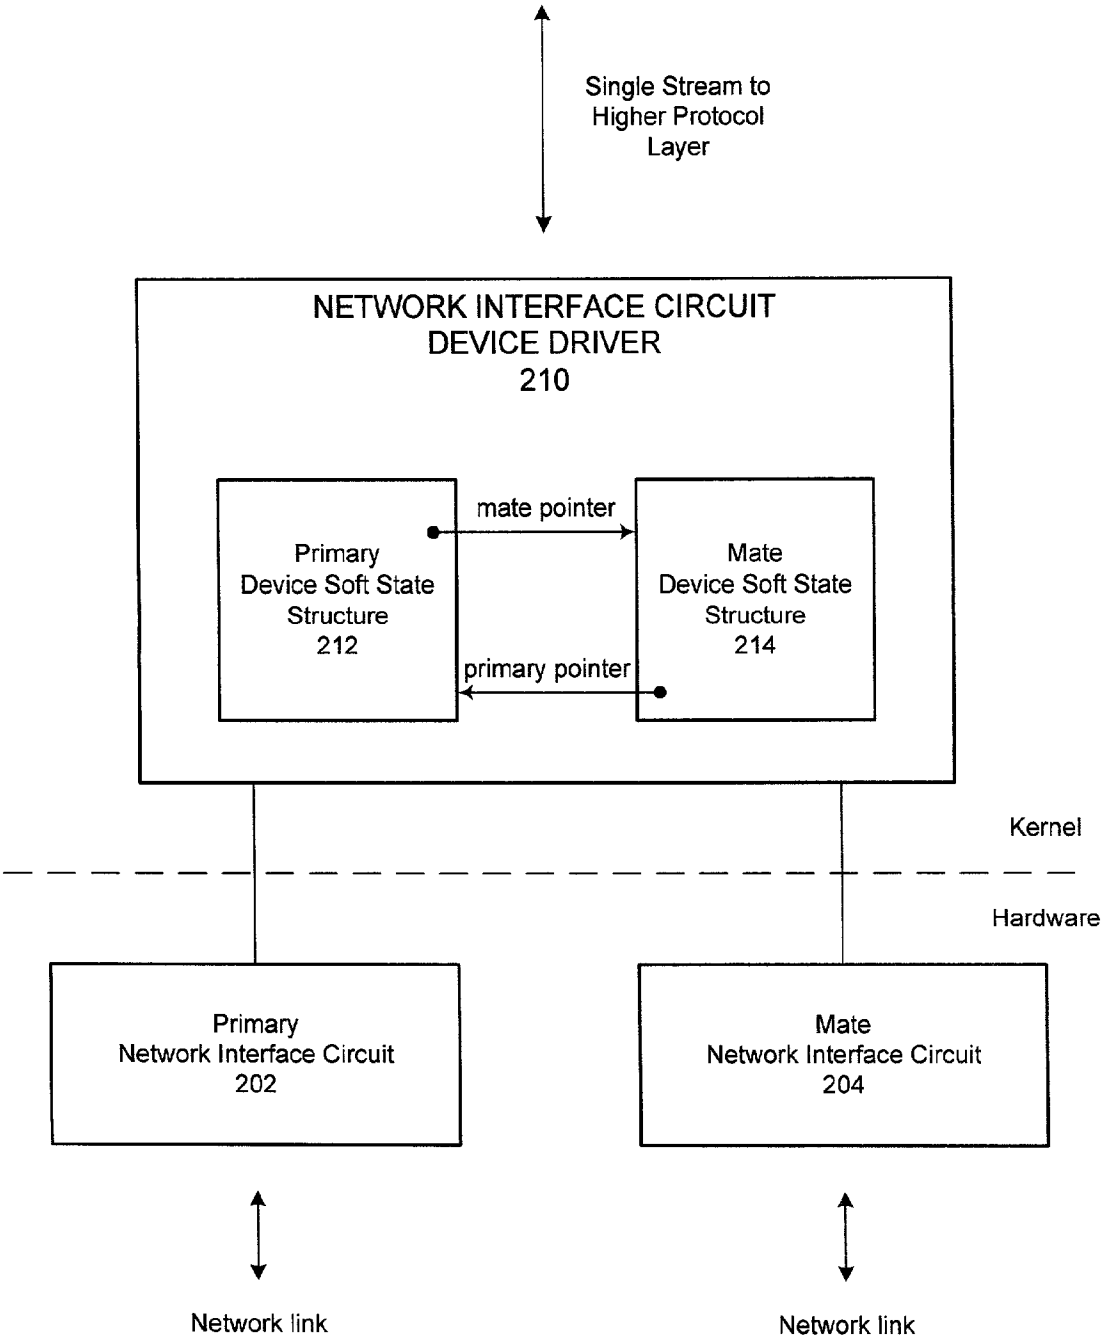 Single Stream to
Higher Protocol
Layer
NETWORK INTERFACE CIRCUIT
DEVICE DRIVER
210
mate pointer
Primary
Device Soft State
Structure
212
Mate
Device Soft State
Structure
214
primary pointer
Kernel
Hardware
Primary
Network Interface Circuit
202
Mate
Network Interface Circuit
204
Network link
Network link